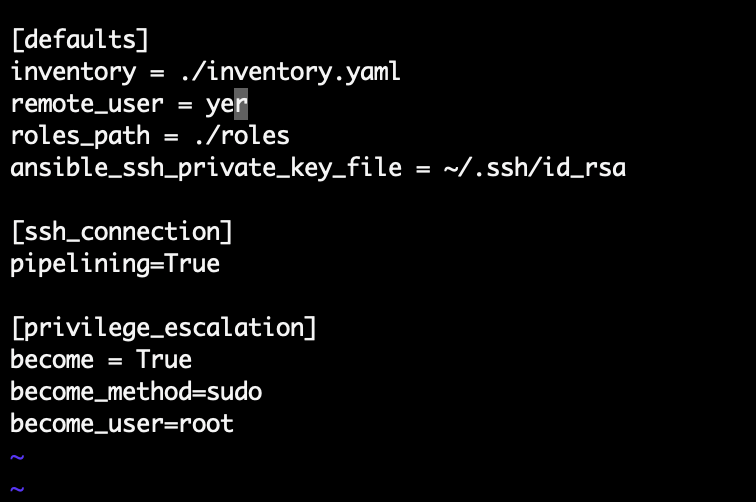 [defaults]
inventory = ./inventory.yaml
remote_user = yer
roles_path = ./roles
ansible_ssh_private_key_file = ~/.ssh/id_rsa
[ssh_connection]
pipelining=True
[privilege_escalation]
become = True
become_method=sudo
become_user=root
~
~